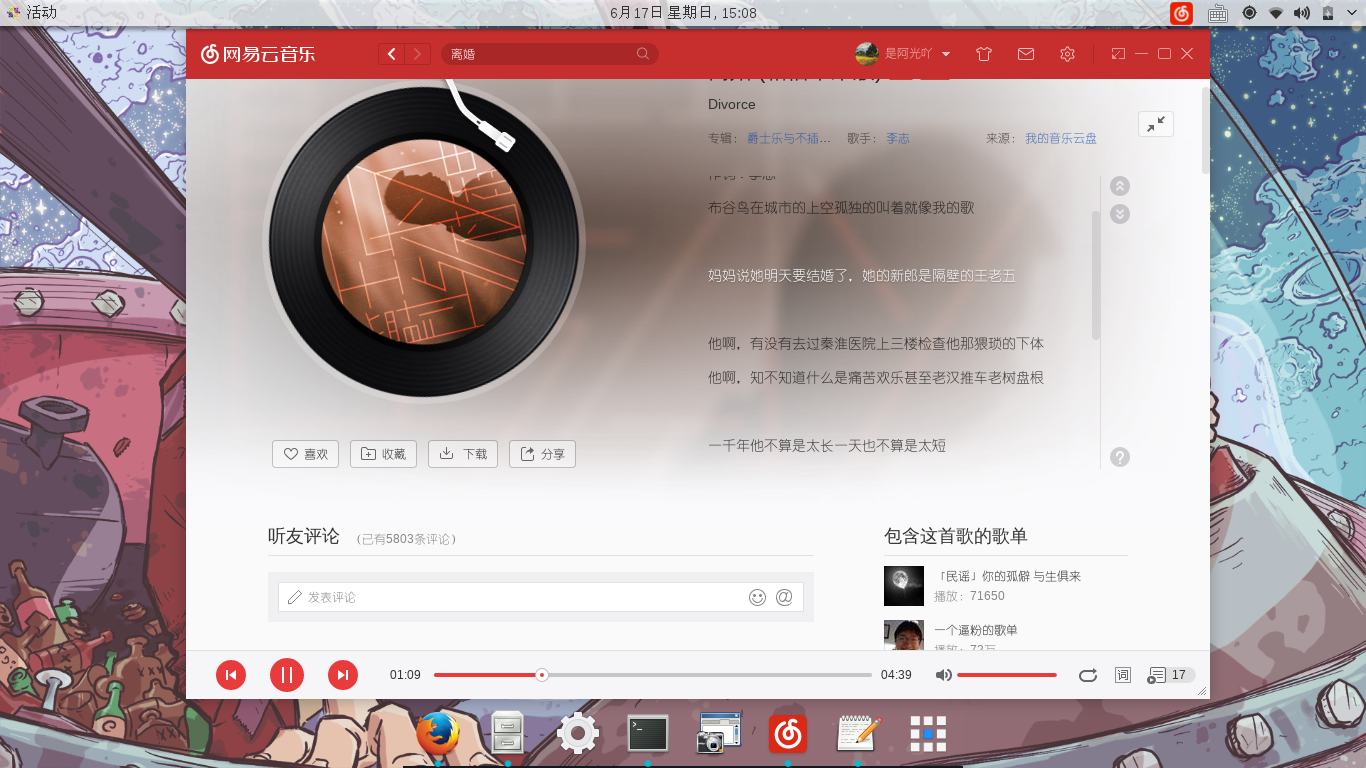 活动
6月17日 星期日, 15:08
网易云音乐
离婚
是阿光吖
Divorce
专辑： 爵士乐与不插... 歌手： 李志 来源： 我的音乐云盘
布谷鸟在城市的上空孤独的叫着就像我的歌
妈妈说她明天要结婚了，她的新郎是隔壁的王老五
他啊，有没有去过秦淮医院上三楼检查他那猥琐的下体
他啊，知不知道什么是痛苦欢乐甚至老汉推车老树盘根
一千年他不算是太长一天也不算是太短
喜欢 收藏 下载 分享
听友评论 （已有5803条评论）
发表评论
包含这首歌的歌单
「民谣」你的孤僻 与生俱来
播放：71650
一个逼粉的歌单
播放：72万
01:09 04:39 词 17